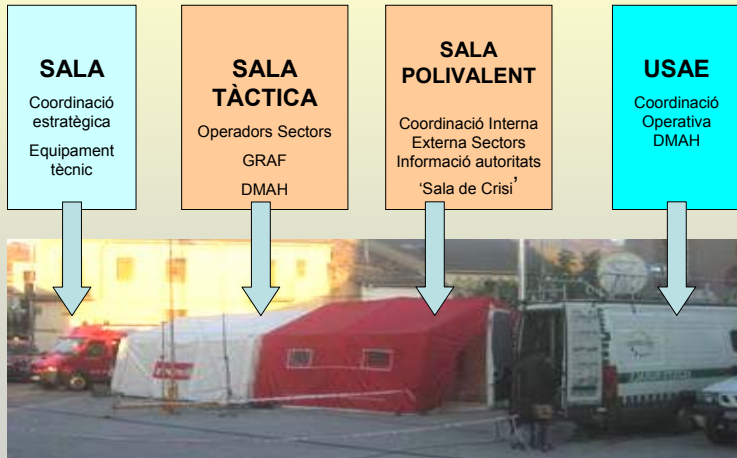 SALA
Coordinació
estratègica
Equipament
tècnic
SALA
TÀCTICA
Operadors Sectors
GRAF
DMAH
SALA
POLIVALENT
Coordinació Interna
Externa Sectors
Informació autoritats
‘Sala de Crisi’
USAE
Coordinació
Operativa
DMAH